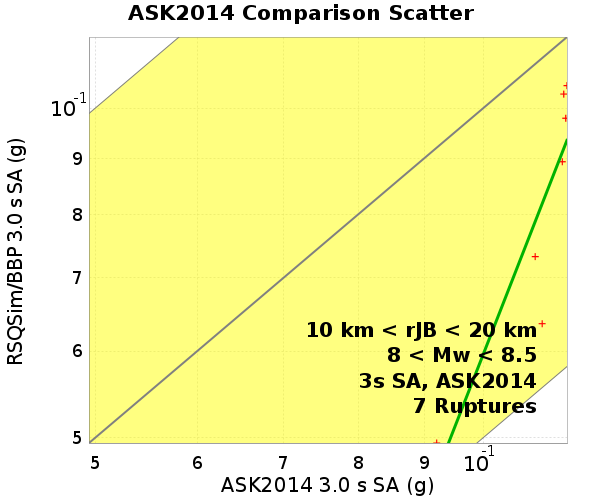 ASK2014 Comparison Scatter
RSQSim/BBP 3.0 s SA (g)
10-1
9
8
7
6
5
10 km < rJB < 20 km
8 < Mw < 8.5
3s SA, ASK2014
7 Ruptures
5 6 7 8 9 10-1
ASK2014 3.0 s SA (g)